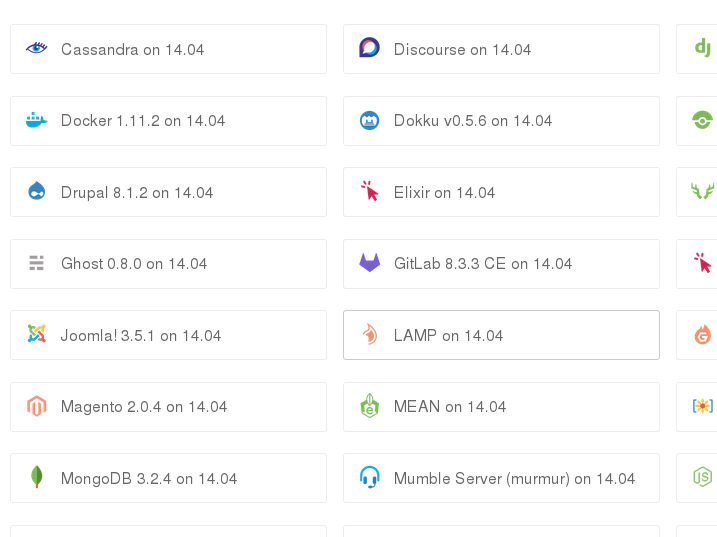 Cassandra on 14.04
Discourse on 14.04
dj
Docker 1.11.2 on 14.04
Dokku v0.5.6 on 14.04
Drupal 8.1.2 on 14.04
Elixir on 14.04
Ghost 0.8.0 on 14.04
GitLab 8.3.3 CE on 14.04
Joomla! 3.5.1 on 14.04
LAMP on 14.04
G
Magento 2.0.4 on 14.04
e
MEAN on 14.04
MongoDB 3.2.4 on 14.04
Mumble Server (murmur) on 14.04
JS